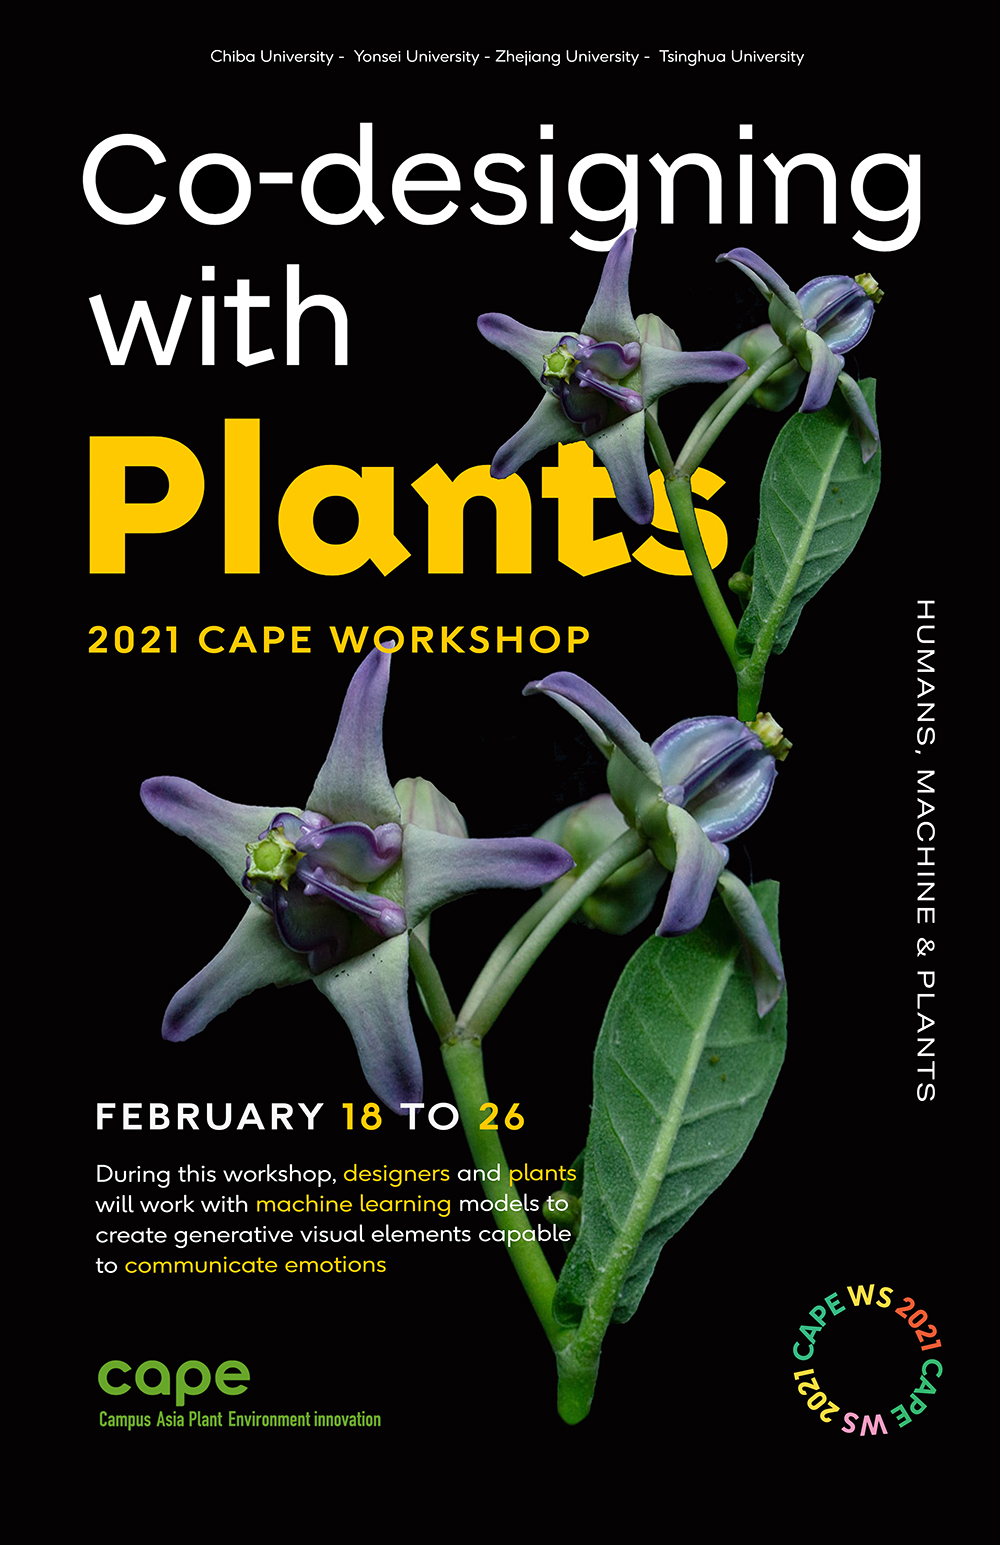 Chiba University - Yonsei University - Zhejiang University - Tsinghua University
Co-designing
with
Plants
2021 CAPE WORKSHOP
HUMANS, MACHINE & PLANTS
FEBRUARY 18 TO 26
During this workshop, designers and plants
will work with machine learning models to
create generative visual elements capable
to communicate emotions
cape
Campus Asia Plant Environment innovation
CAPE WS 2021 CAPE WS 2021